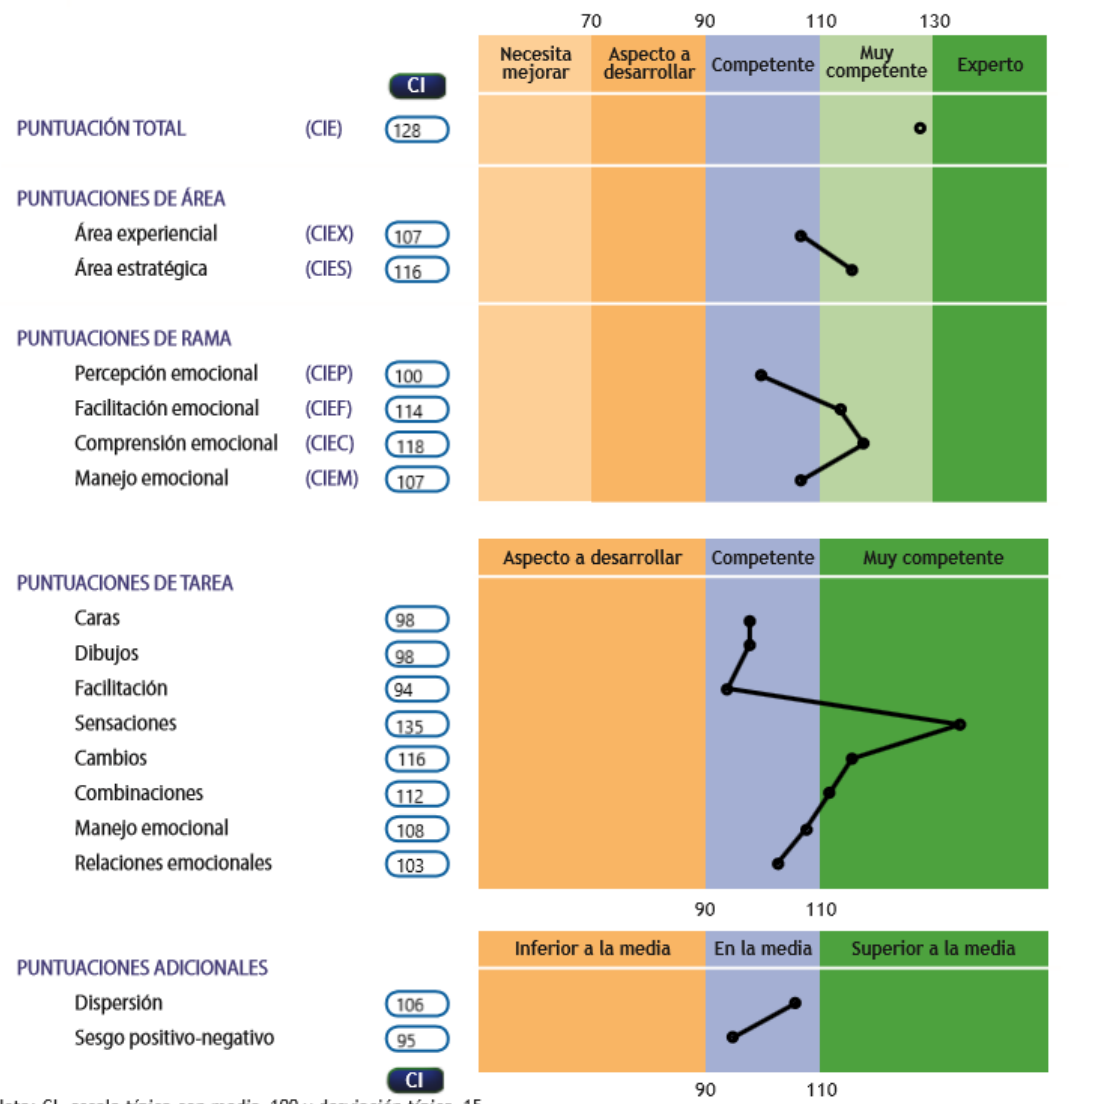 70 90 110 130
Necesita mejorar Aspecto a desarrollar Competente Muy competente Experto
CI
PUNTUACIÓN TOTAL (CIE) 128
PUNTUACIONES DE ÁREA
Área experiencial (CIEX) 107
Área estratégica (CIES) 116
PUNTUACIONES DE RAMA
Percepción emocional (CIEP) 100
Facilitación emocional (CIEF) 114
Comprensión emocional (CIEC) 118
Manejo emocional (CIEM) 107
Aspecto a desarrollar Competente Muy competente
PUNTUACIONES DE TAREA
Caras 98
Dibujos 98
Facilitación 94
Sensaciones 135
Cambios 116
Combinaciones 112
Manejo emocional 108
Relaciones emocionales 103
90 110
Inferior a la media En la media Superior a la media
PUNTUACIONES ADICIONALES
Dispersión 106
Sesgo positivo-negativo 95
CI
90 110